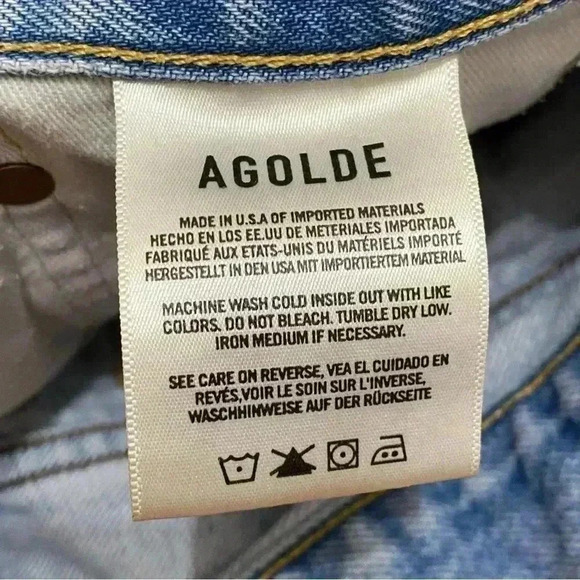 AGOLDE
MADE IN U.S.A OF IMPORTED MATERIALS
HECHO EN LOS EE.UU DE METERIALES IMPORTADA
FABRIQUÉ AUX ETATS-UNIS DU MATÉRIELS IMPORTÉ
HERGESTELLT IN DEN USA MIT IMPORTIERTEM MATERIAL
MACHINE WASH COLD INSIDE OUT WITH LIKE
COLORS. DO NOT BLEACH. TUMBLE DRY LOW.
IRON MEDIUM IF NECESSARY.
SEE CARE ON REVERSE, VEA EL CUIDADO EN
REVÉS,VOIR LE SOIN SUR L'INVERSE,
WASCHHINWEISE AUF DER RÜCKSEITE